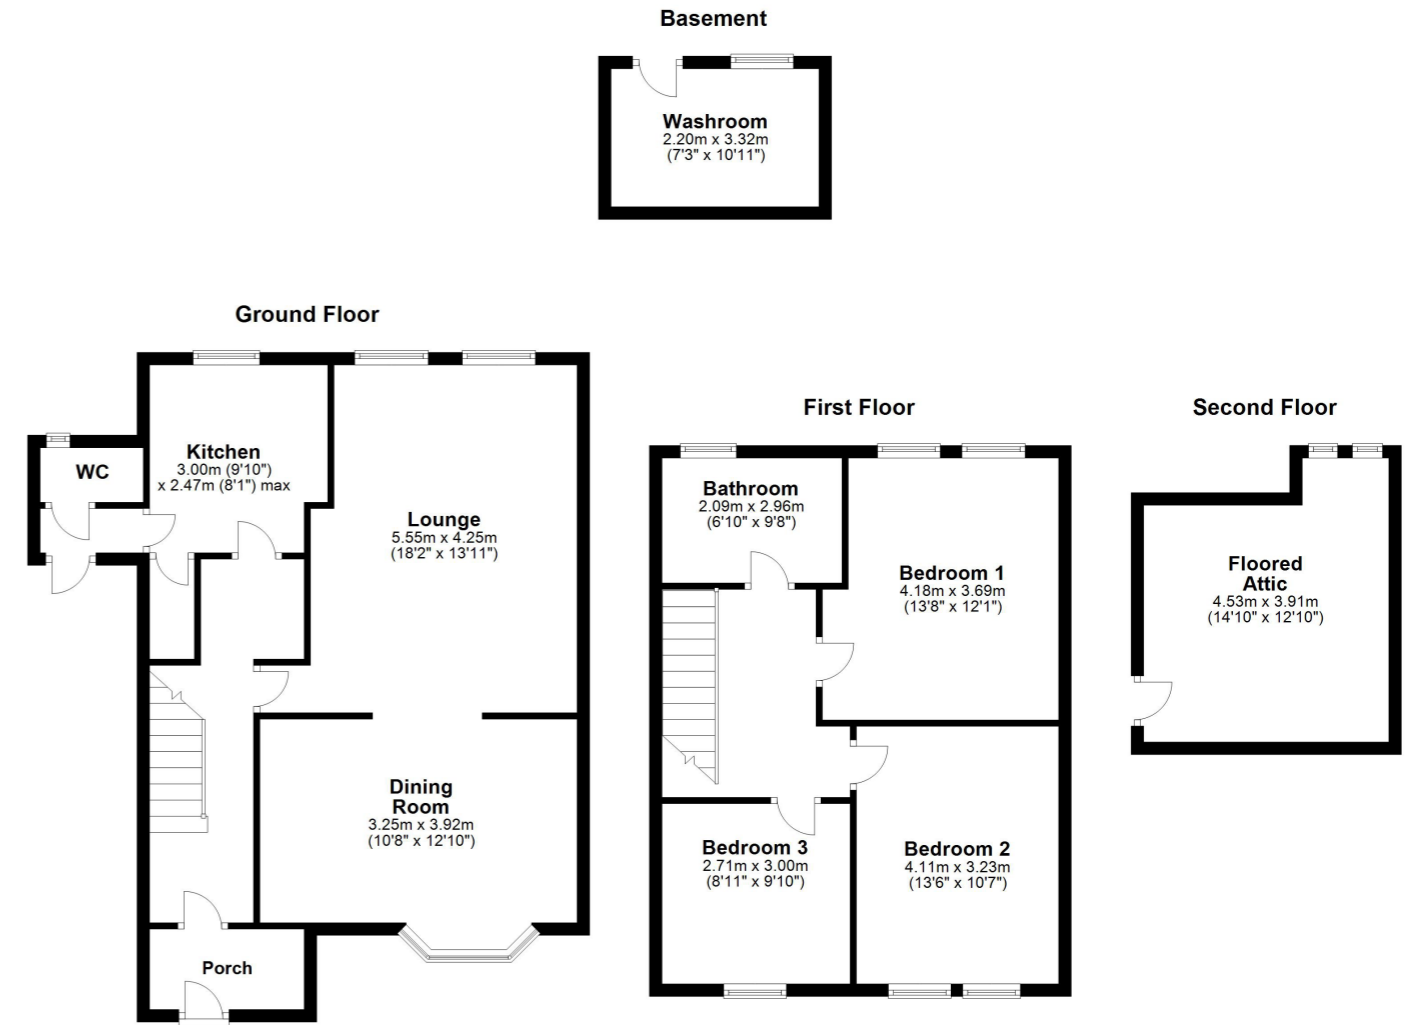 Basement
Washroom
2.20m x 3.32m
(7'3" x 10'11")
Ground Floor
Kitchen
3.00m (9'10")
x 2.47m (8'1") max
WC
Lounge
5.55m x 4.25m
(18'2" x 13'11")
Dining
Room
3.25m x 3.92m
(10'8" x 12'10")
Porch
First Floor
Bathroom
2.09m x 2.96m
(6'10" x 9'8")
Bedroom 1
4.18m x 3.69m
(13'8" x 12'1")
Bedroom 3
2.71m x 3.00m
(8'11" x 9'10")
Bedroom 2
4.11m x 3.23m
(13'6" x 10'7")
Second Floor
Floored
Attic
4.53m x 3.91m
(14'10" x 12'10")